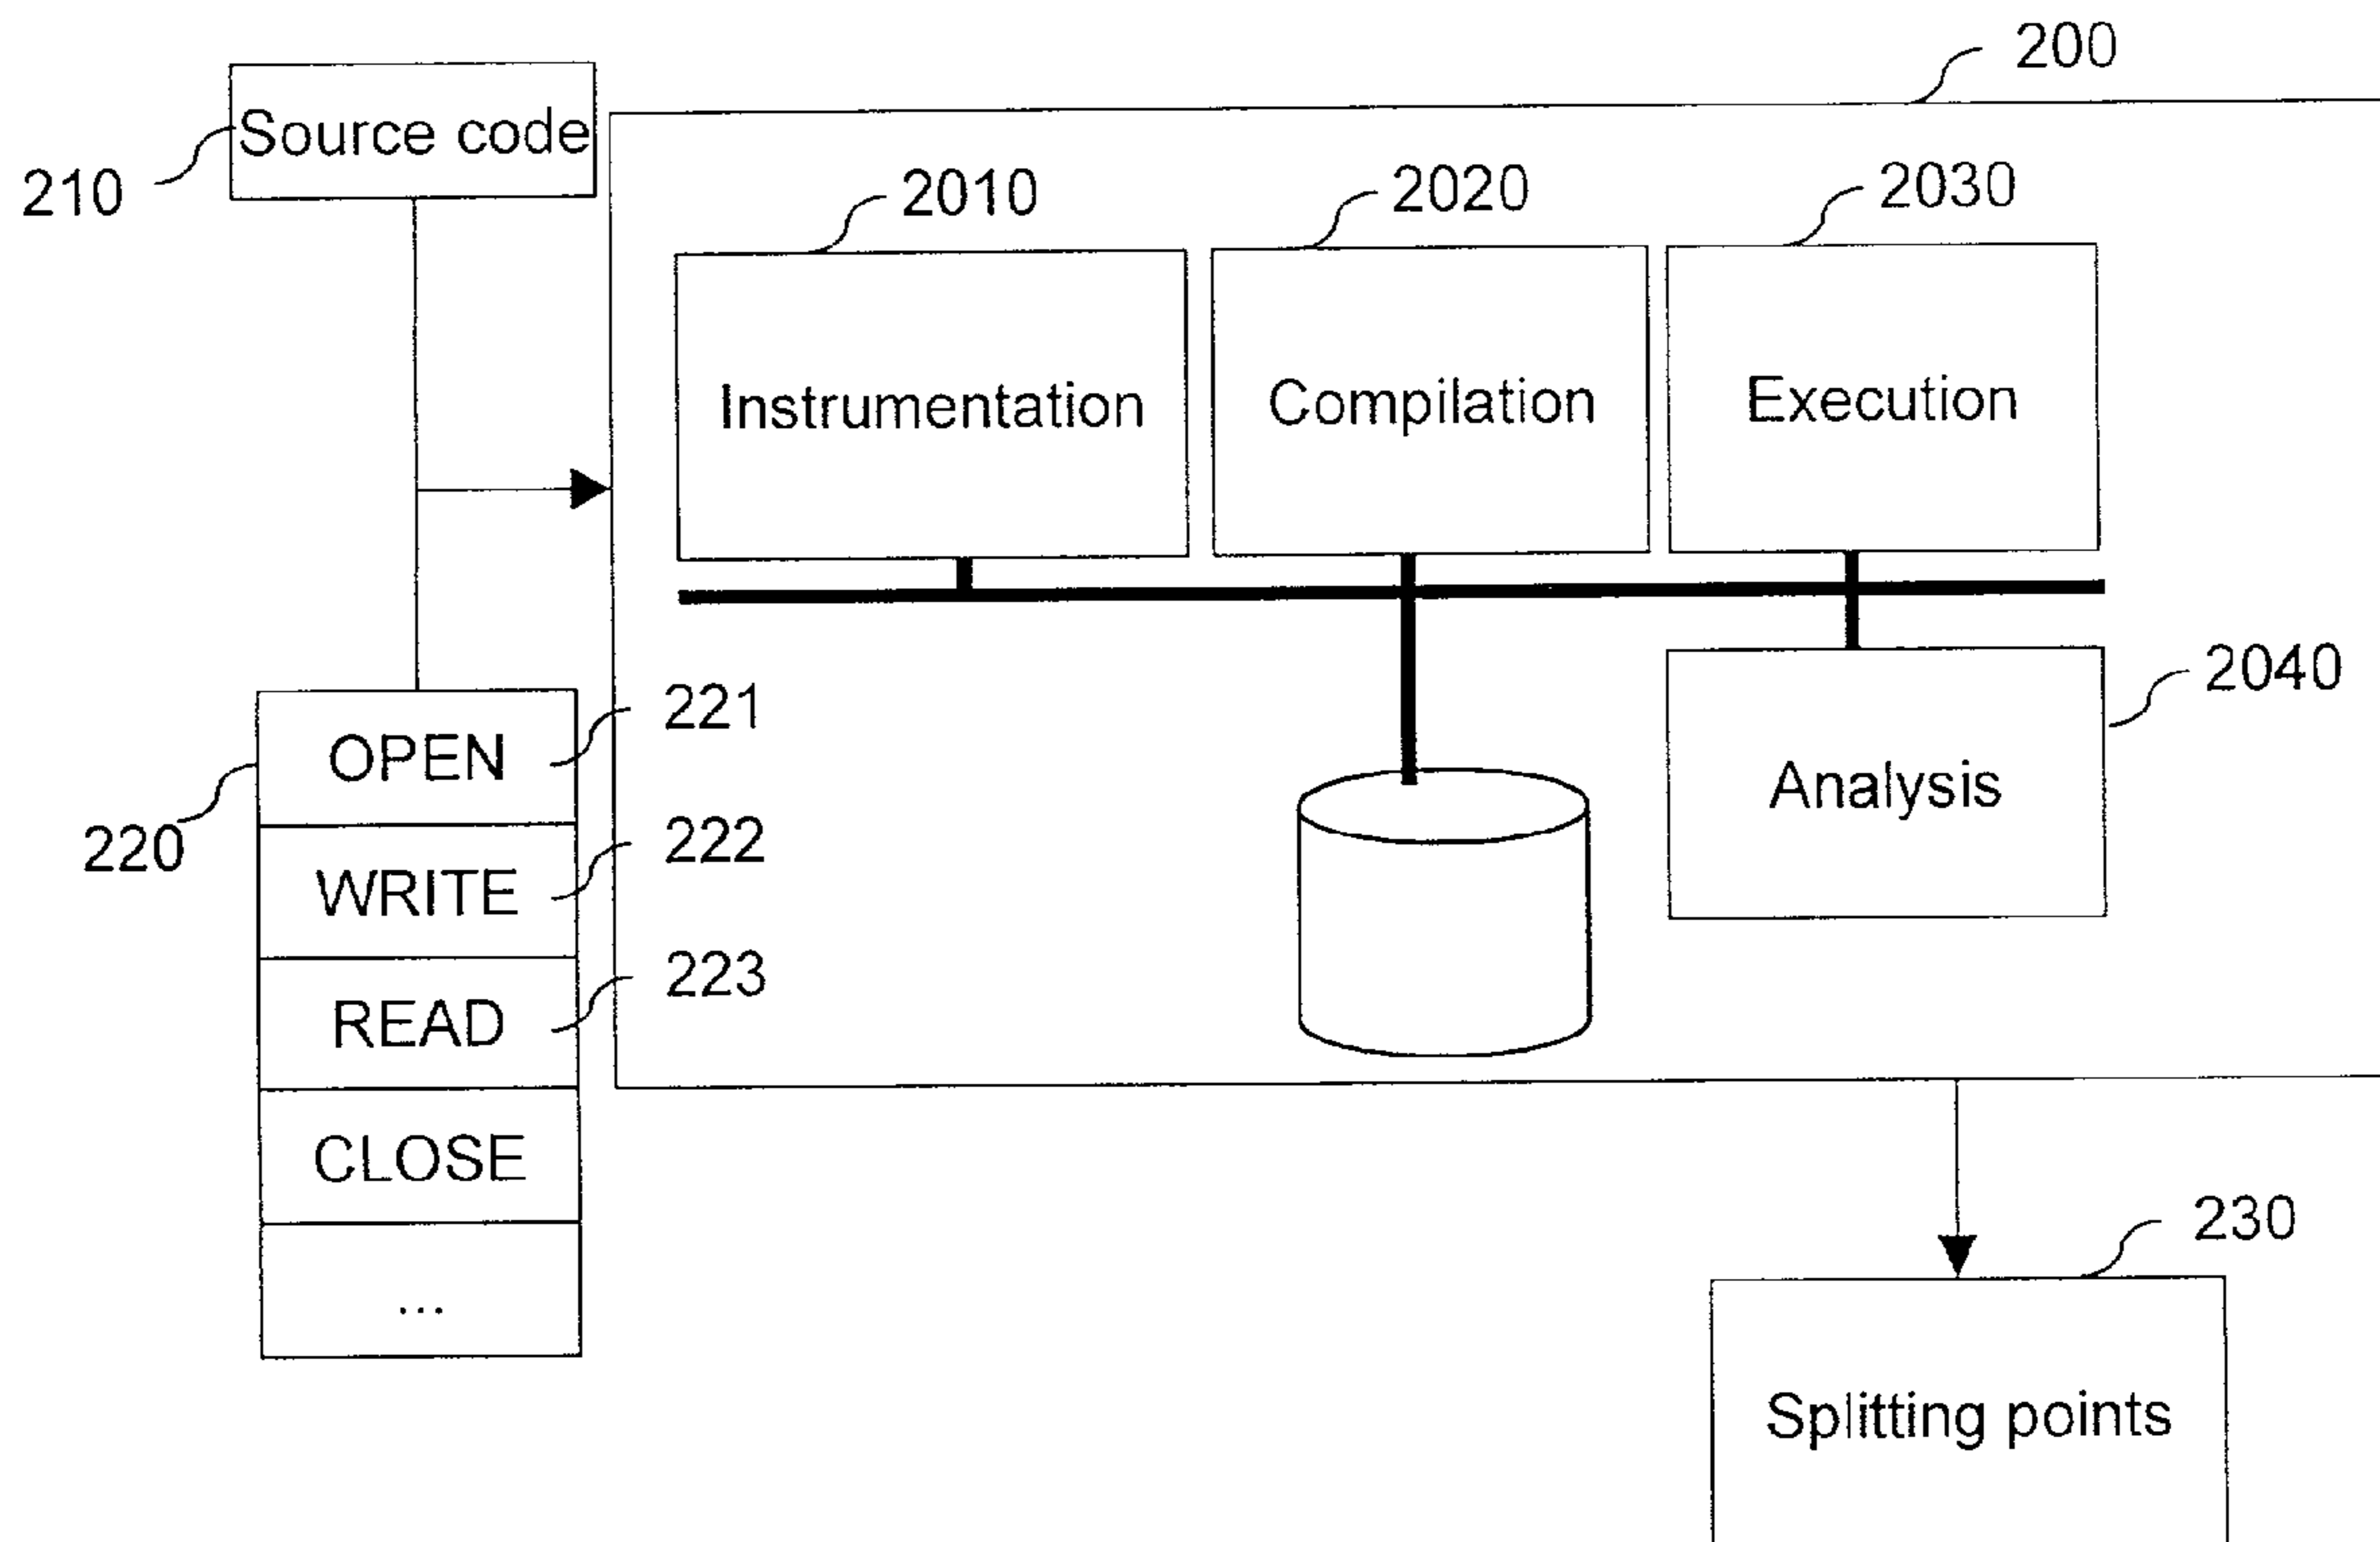 200
Source code
210
2010
2020
2030
Instrumentation
Compilation
Execution
2040
221
OPEN
Analysis
220
222
WRITE
223
READ
CLOSE
230
...
Splitting points